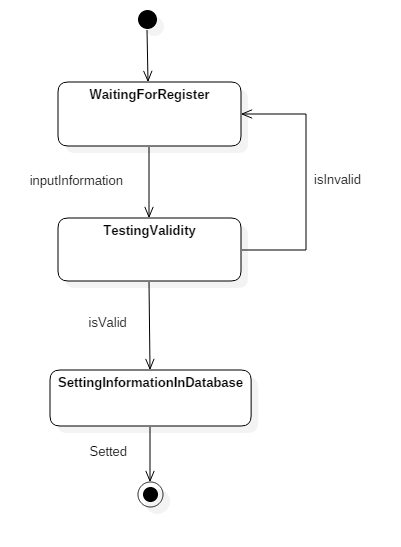 WaitingForRegister
inputInformation
isInvalid
TestingValidity
isValid
SettingInformationInDatabase
Setted